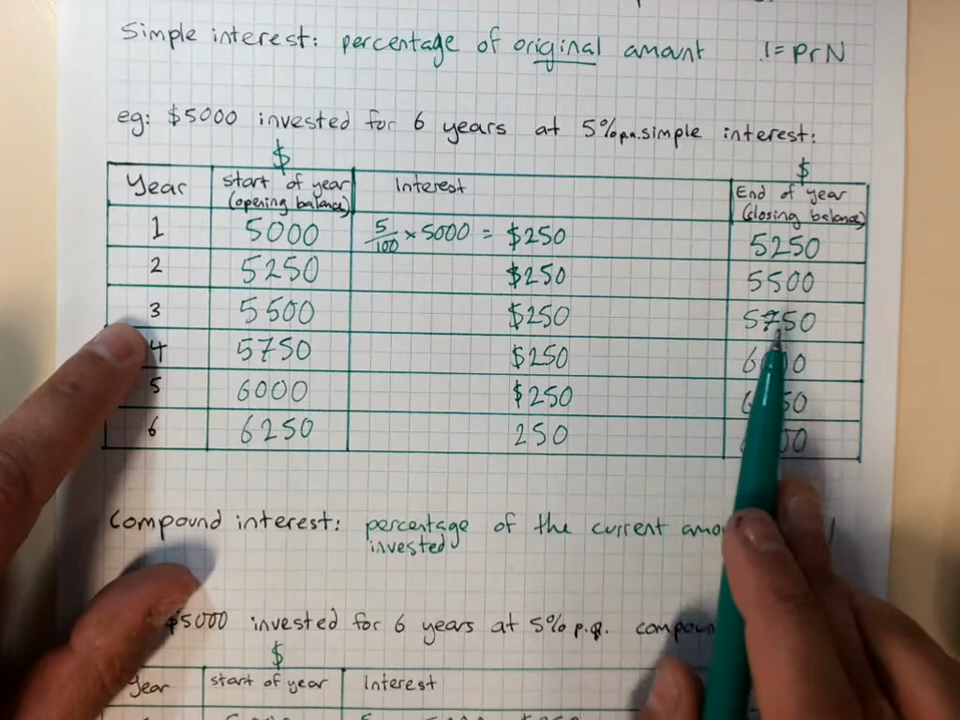 Simple interest: percentage of original amount I = PrN
eg: $5000 invested for 6 years at 5% p.a. simple interest:
$ $
Year Start of year Interest End of year
(opening balance) (closing balance)
1 5000 5/100 × 5000 = $250 5250
2 5250 $250 5500
3 5500 $250 5750
4 5750 $250
5 6000 $250
6 6250 250
Compound interest: percentage of the current
invested
$5000 invested for 6 years at 5% p.a.
$
Year start of year Interest